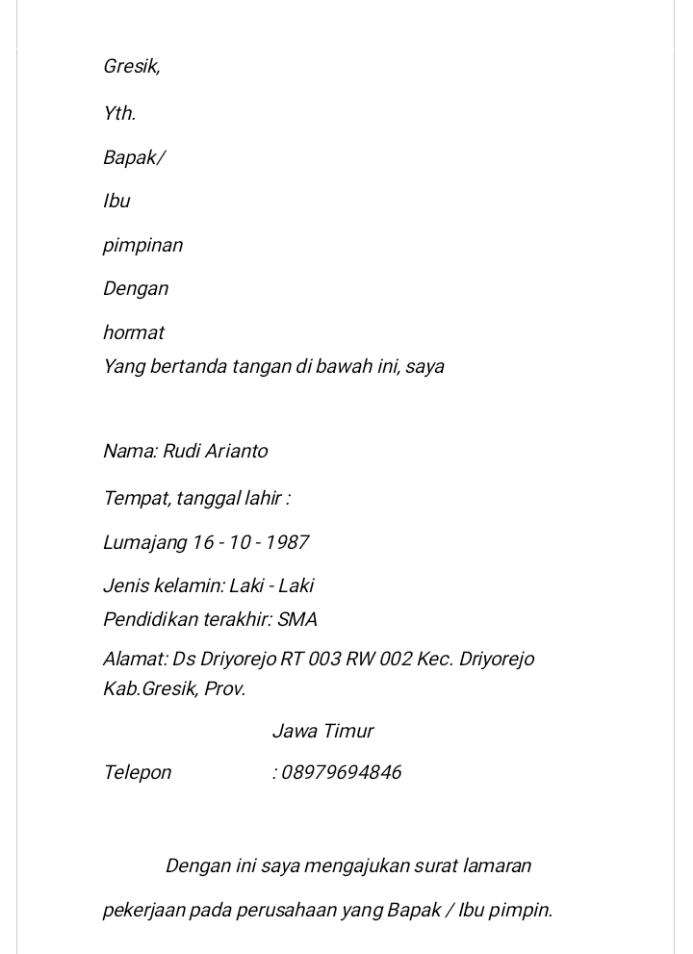 Gresik,
Yth.
Bapak/
Ibu
pimpinan
Dengan
hormat
Yang bertanda tangan di bawah ini, saya
Nama: Rudi Arianto
Tempat, tanggal lahir :
Lumajang 16 - 10 - 1987
Jenis kelamin: Laki - Laki
Pendidikan terakhir: SMA
Alamat: Ds Driyorejo RT 003 RW 002 Kec. Driyorejo
Kab.Gresik, Prov.
Jawa Timur
Telepon : 08979694846
Dengan ini saya mengajukan surat lamaran
pekerjaan pada perusahaan yang Bapak / Ibu pimpin.